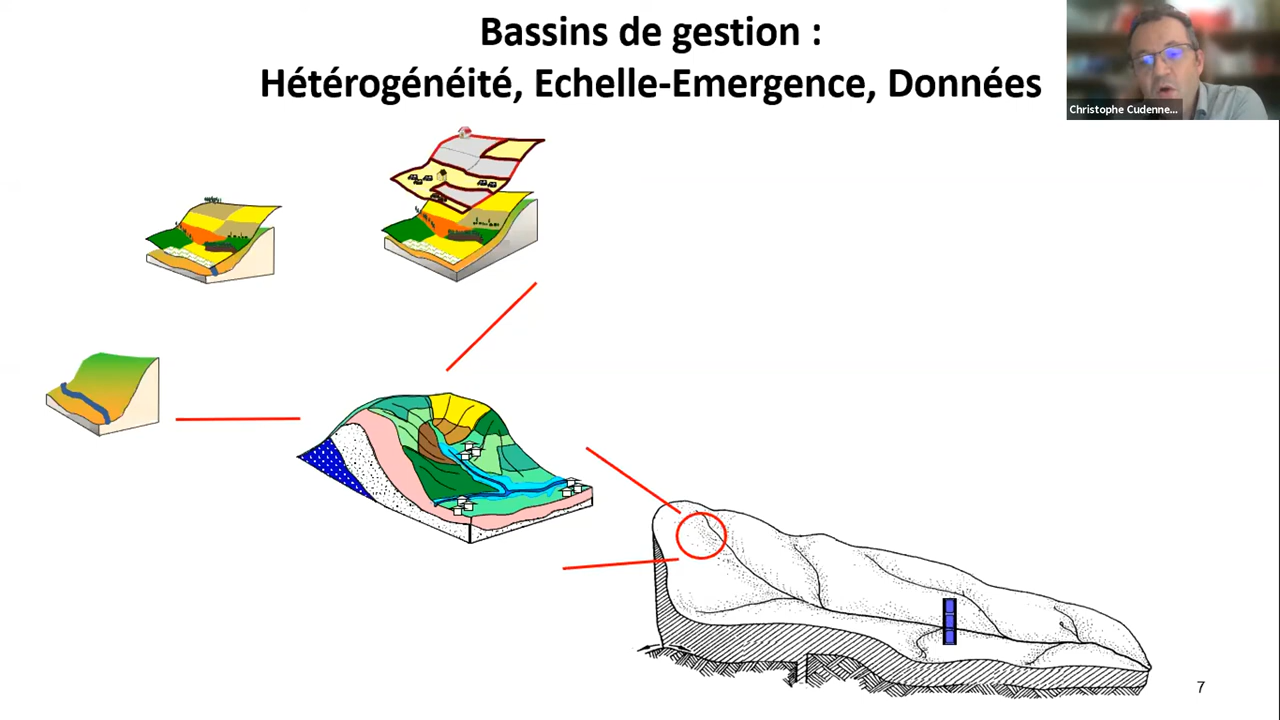 Bassins de gestion :
Hétérogénéité, Echelle-Emergence, Données
Christophe Cudenne...
7